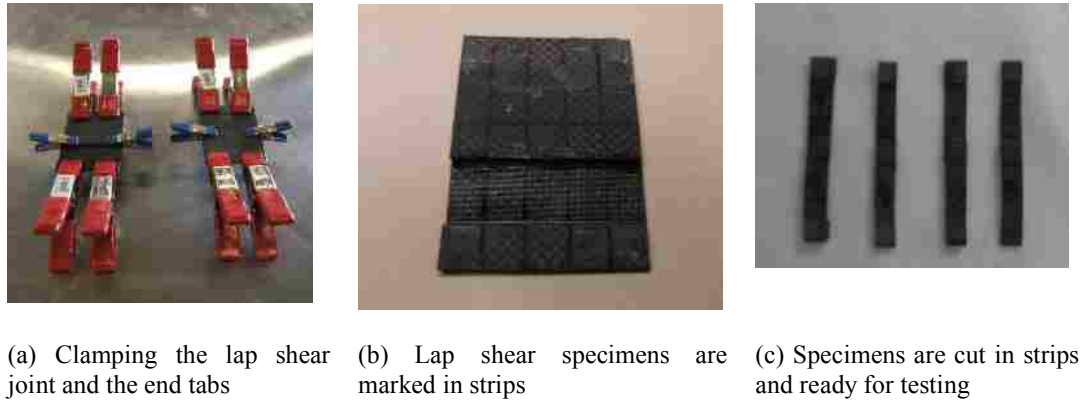 (a) Clamping the lap shear
joint and the end tabs
(b) Lap shear specimens are
marked in strips
(c) Specimens are cut in strips
and ready for testing